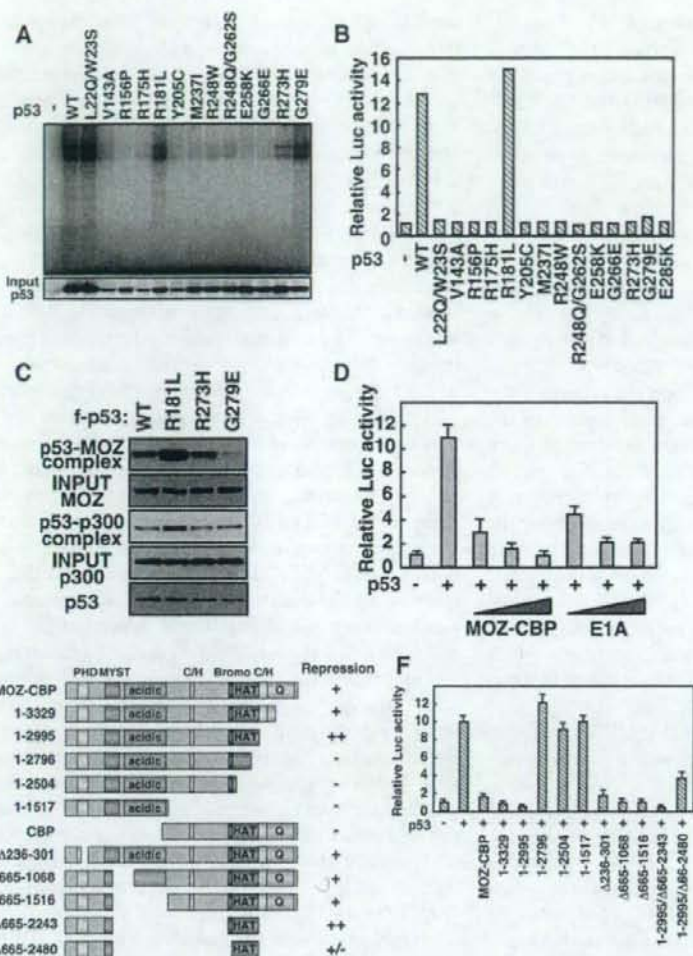 A
p53
-
WT
L22Q/W23S
V143A
R156P
R175H
R181L
Y205C
M237I
R248W
R248Q/G262S
E258K
G266E
R273H
G279E
Input
p53
B
Relative Luc activity
16
14
12
10
8
6
4
2
0
p53
-
WT
L22Q/W23S
V143A
R156P
R175H
R181L
Y205C
M237I
R248W
R248Q/G262S
E258K
G266E
R273H
G279E
E285K
C
f-p53:
WT
R181L
R273H
G279E
p53-MOZ
complex
INPUT
MOZ
p53-p300
complex
INPUT
p300
p53
D
Relative Luc activity
12
10
8
6
4
2
0
p53
- + + + + + + +
MOZ-CBP
E1A
PHD MYST C/H Bromo C/H Repression
MOZ-CBP acidic HAT Q +
1-3329 acidic HAT +
1-2995 acidic HAT ++
1-2796 acidic HAT -
1-2504 acidic -
1-1517 acidic -
CBP HAT Q -
Δ236-301 acidic HAT Q +
665-1068 HAT Q +
665-1516 HAT Q +
Δ665-2243 HAT ++
Δ665-2480 HAT +/-
F
Relative Luc activity
12
10
8
6
4
2
0
p53
- + + + + + + + + + + +
MOZ-CBP
1-3329
1-2995
1-2796
1-2504
1-1517
Δ236-301
Δ665-1068
Δ665-1516
1-2995/Δ665-2343
1-2995/Δ66-2480